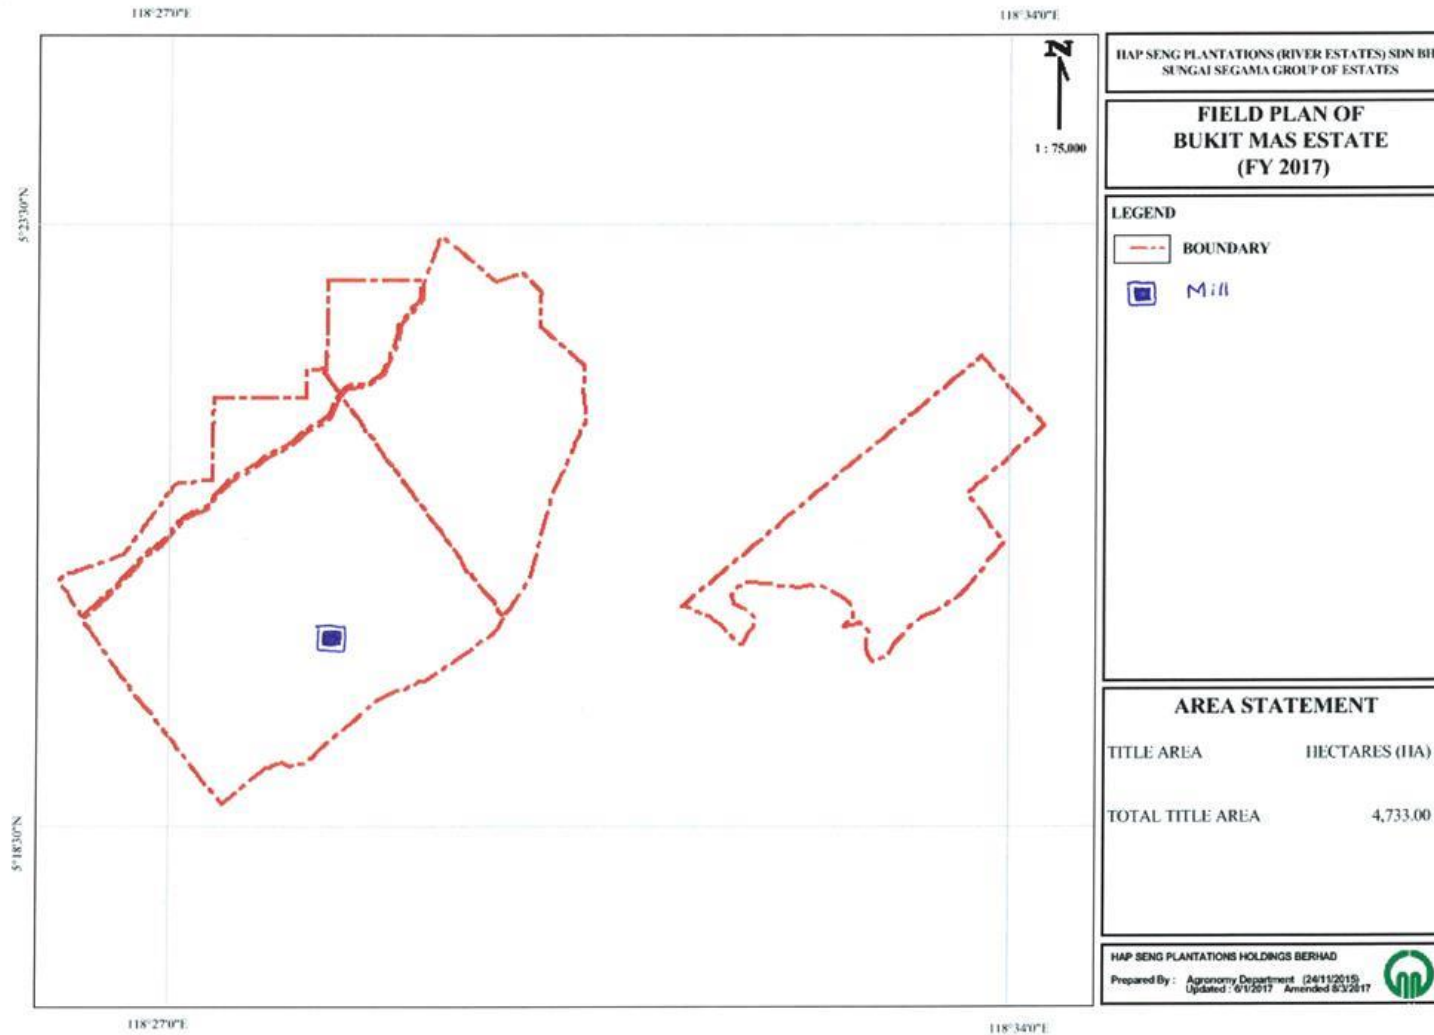 118°27'0"E
118°34'0"E
5°23'30"N
5°18'30"N
N
1 : 75,000
118°27'0"E
118°34'0"E
HAP SENG PLANTATIONS (RIVER ESTATES) SDN BH
SUNGAI SEGAMA GROUP OF ESTATES
FIELD PLAN OF
BUKIT MAS ESTATE
(FY 2017)
LEGEND
BOUNDARY
Mill
AREA STATEMENT
TITLE AREA HECTARES (HA)
TOTAL TITLE AREA 4,733.00
HAP SENG PLANTATIONS HOLDINGS BERHAD
Prepared By : Agronomy Department (24/11/2015)
Updated : 6/1/2017 Amended 8/3/2017